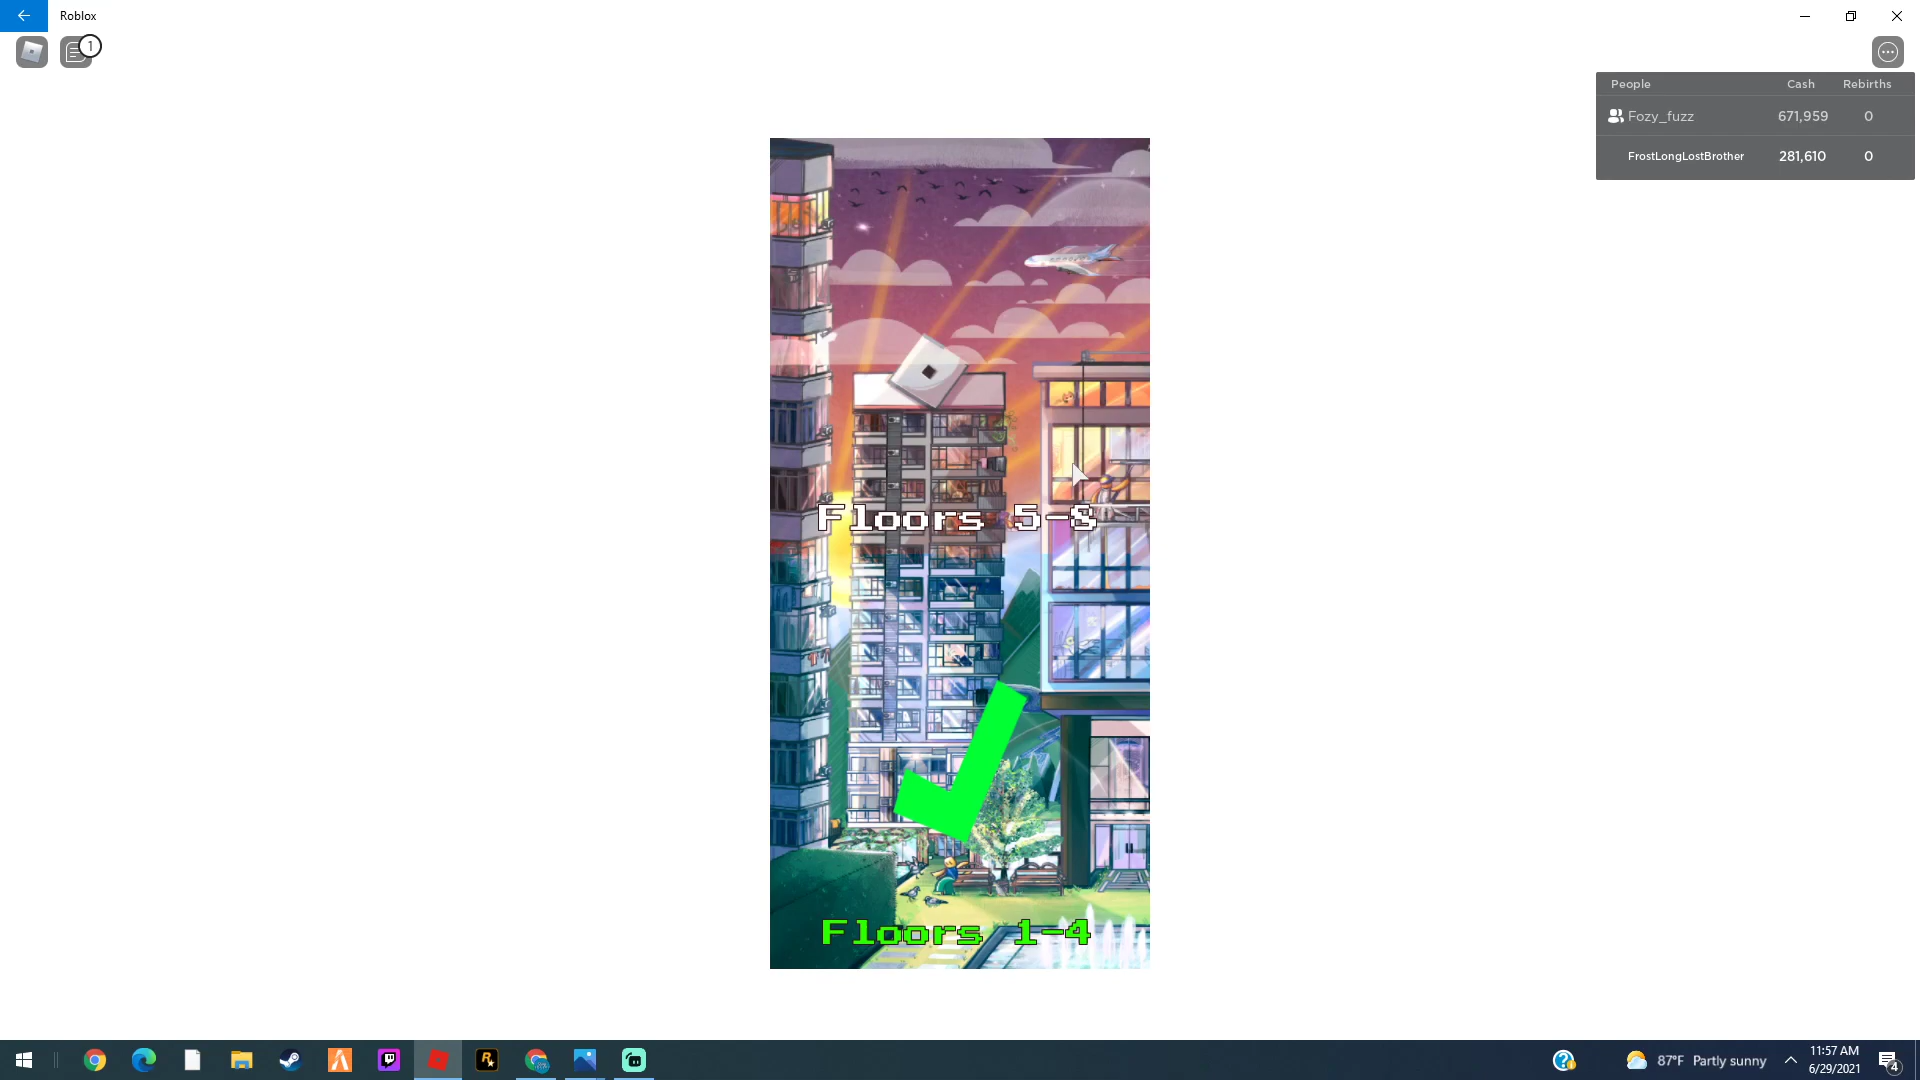 Roblox
1
People Cash Rebirths
Fozy_fuzz 671,959 0
FrostLongLostBrother 281,610 0
Floors 5-8
Floors 1-4
87°F Partly sunny
11:57 AM
6/29/2021
4